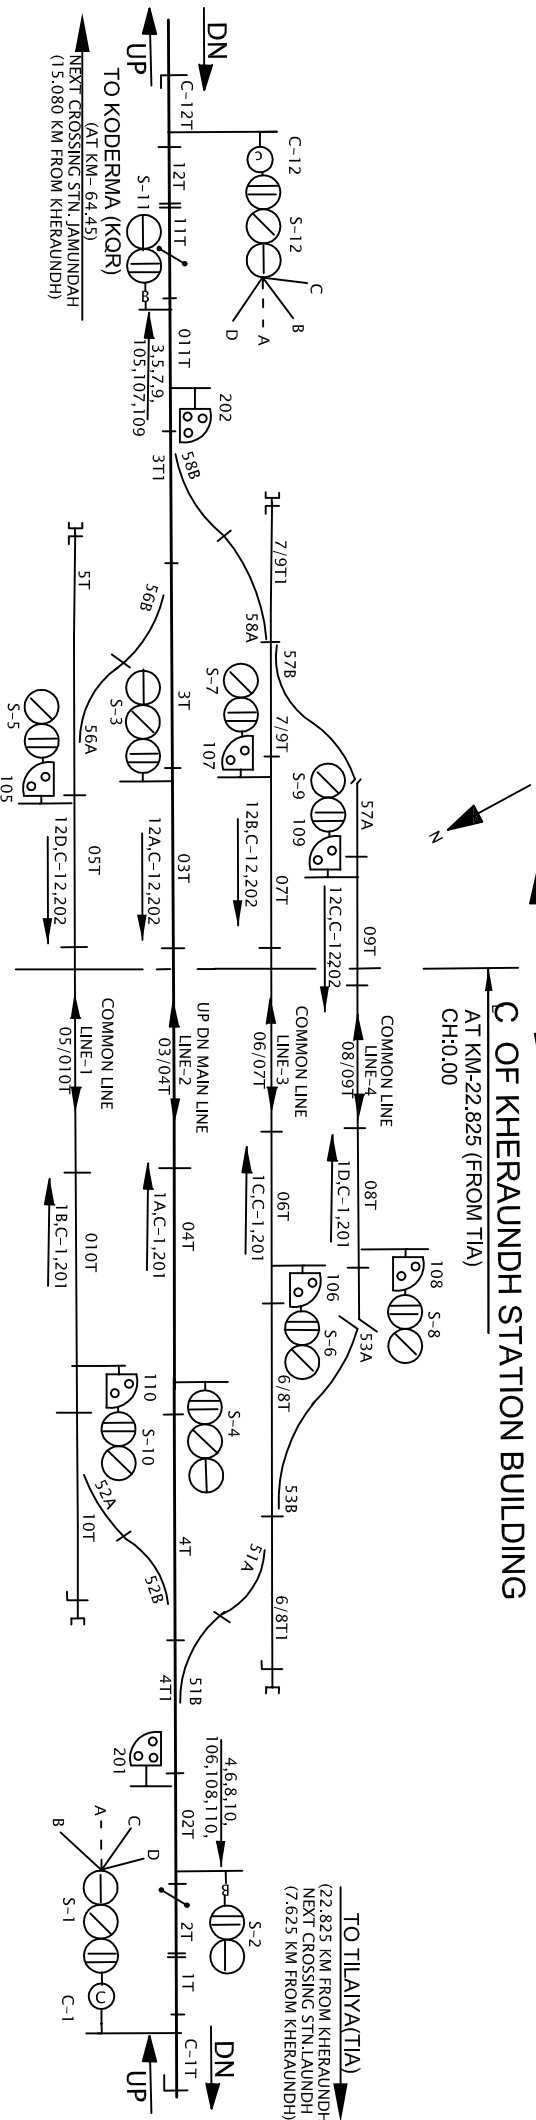 DN
UP
C-12T
C-12
S-12
C
B
A
D
12T
S-11
11T
B
TO KODERMA (KQR)
(AT KM- 64.45)
NEXT CROSSING STN. JAMUNDAH
(15.080 KM FROM KHERAUNDH)
011T
3,5,7,9,
105,107,109
202
3T1
58B
7/9T1
58A
57B
57A
5T
56B
56A
3T
S-3
S-5
105
S-7
107
7/9T
S-9
109
12D,C-12,202
05T
12A,C-12,202
03T
12B,C-12,202
07T
12C,C-12202
09T
N
C OF KHERAUNDH STATION BUILDING
AT KM-22.825 (FROM TIA)
CH:0.00
COMMON LINE
LINE-1
05/010T
UP DN MAIN LINE
LINE-2
03/04T
COMMON LINE
LINE-3
06/07T
COMMON LINE
LINE-4
08/09T
1B,C-1,201
010T
1A,C-1,201
04T
1C,C-1,201
06T
1D,C-1,201
08T
108
S-8
106
S-6
53A
6/8T
53B
110
S-10
S-4
52A
10T
4T
52B
51A
6/8T1
51B
4T1
201
4,6,8,10,
106,108,110,
02T
B
S-2
2T
1T
A
B
C
D
S-1
C-1
C-1T
TO TILAIYA(TIA)
(22.825 KM FROM KHERAUNDH
NEXT CROSSING STN.LAUNDH
(7.625 KM FROM KHERAUNDH)
DN
UP